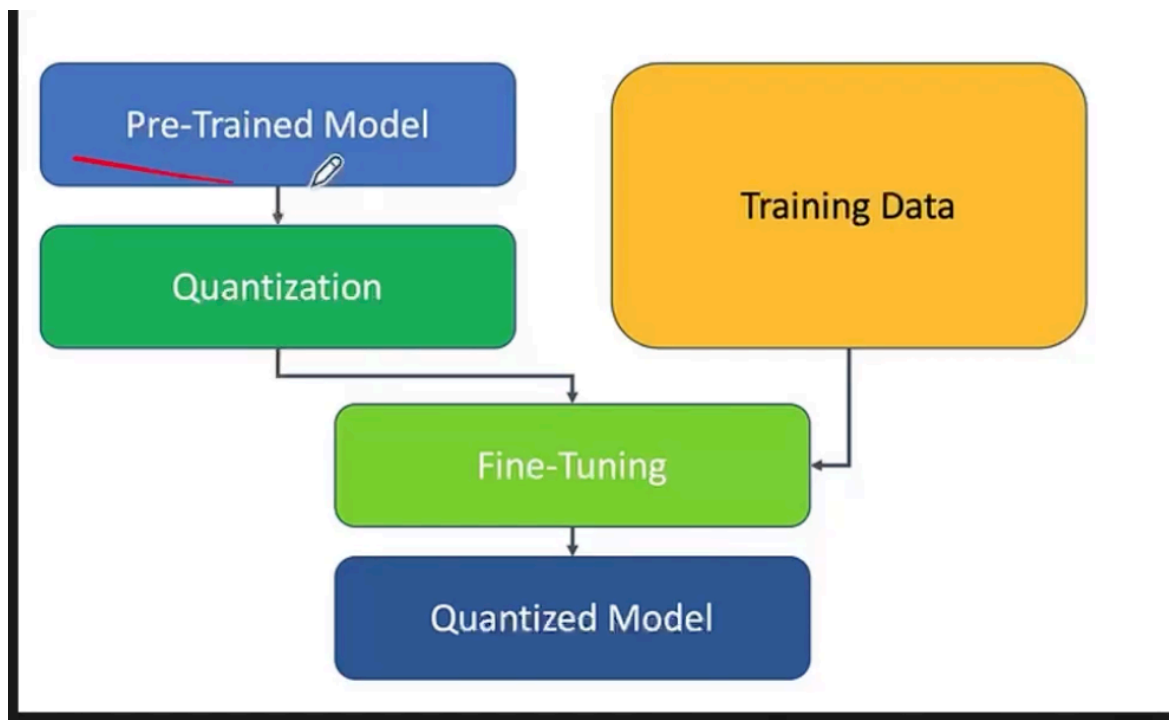 Pre-Trained Model
Training Data
Quantization
Fine-Tuning
Quantized Model